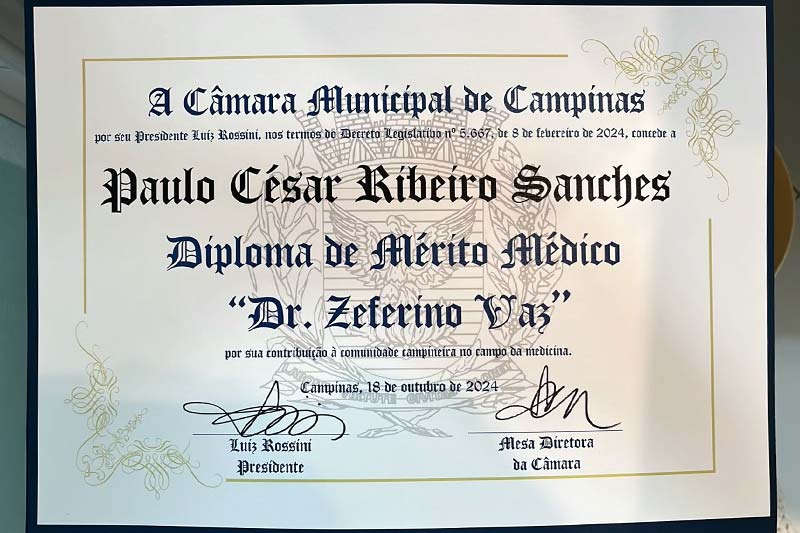 A Câmara Municipal de Campinas
por seu Presidente Luiz Rossini, nos termos do Decreto Legislativo nº 5.667, de 8 de fevereiro de 2024, concede a
Paulo César Ribeiro Sanches
Diploma de Mérito Médico
“Dr. Zeferino Vaz”
por sua contribuição à comunidade campineira no campo da medicina.
Campinas, 18 de outubro de 2024
Luiz Rossini
Presidente
Mesa Diretora
da Câmara